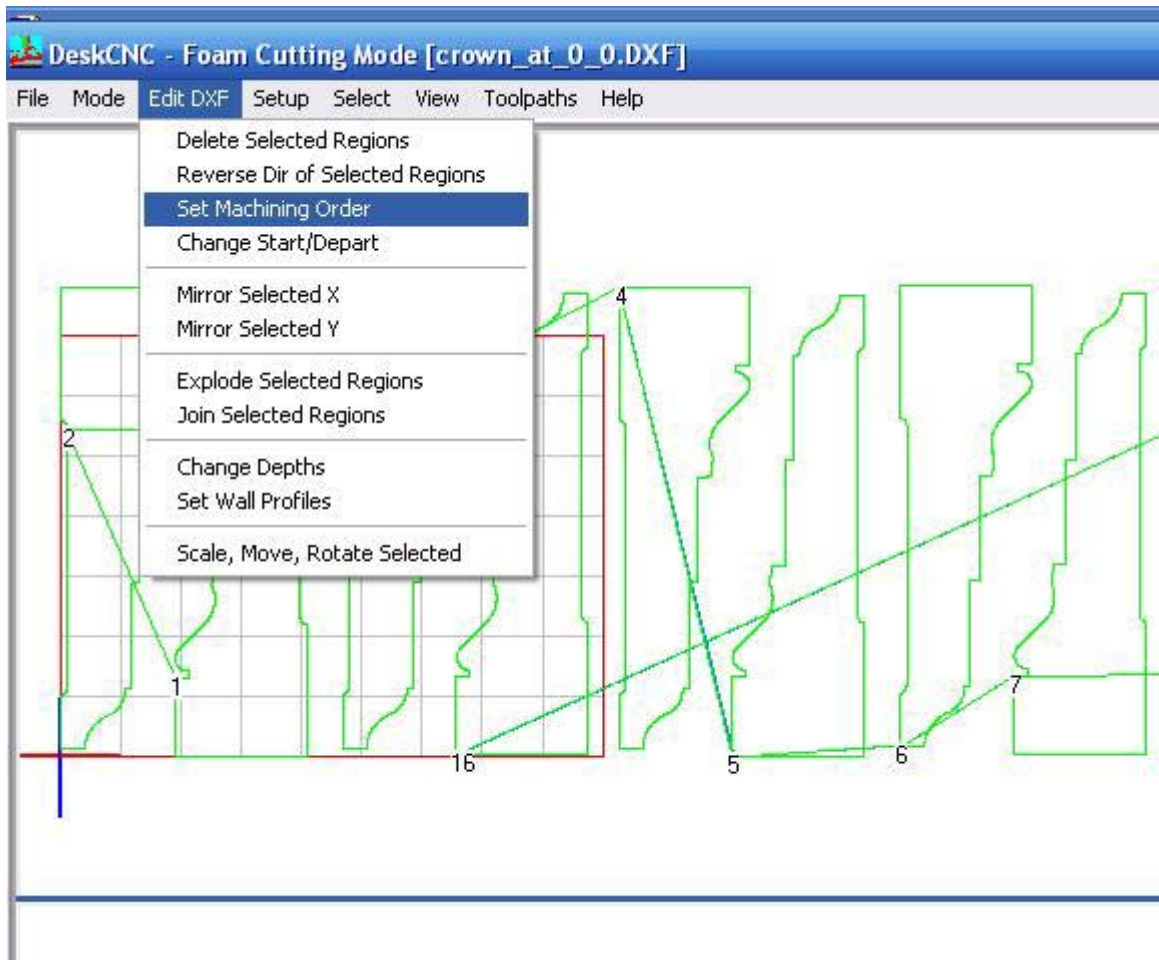 DeskCNC - Foam Cutting Mode [crown_at_0_0.DXF]
File Mode Edit DXF Setup Select View Toolpaths Help
Delete Selected Regions
Reverse Dir of Selected Regions
Set Machining Order
Change Start/Depart
Mirror Selected X
Mirror Selected Y
Explode Selected Regions
Join Selected Regions
Change Depths
Set Wall Profiles
Scale, Move, Rotate Selected
4
2
1
7
16
5
6